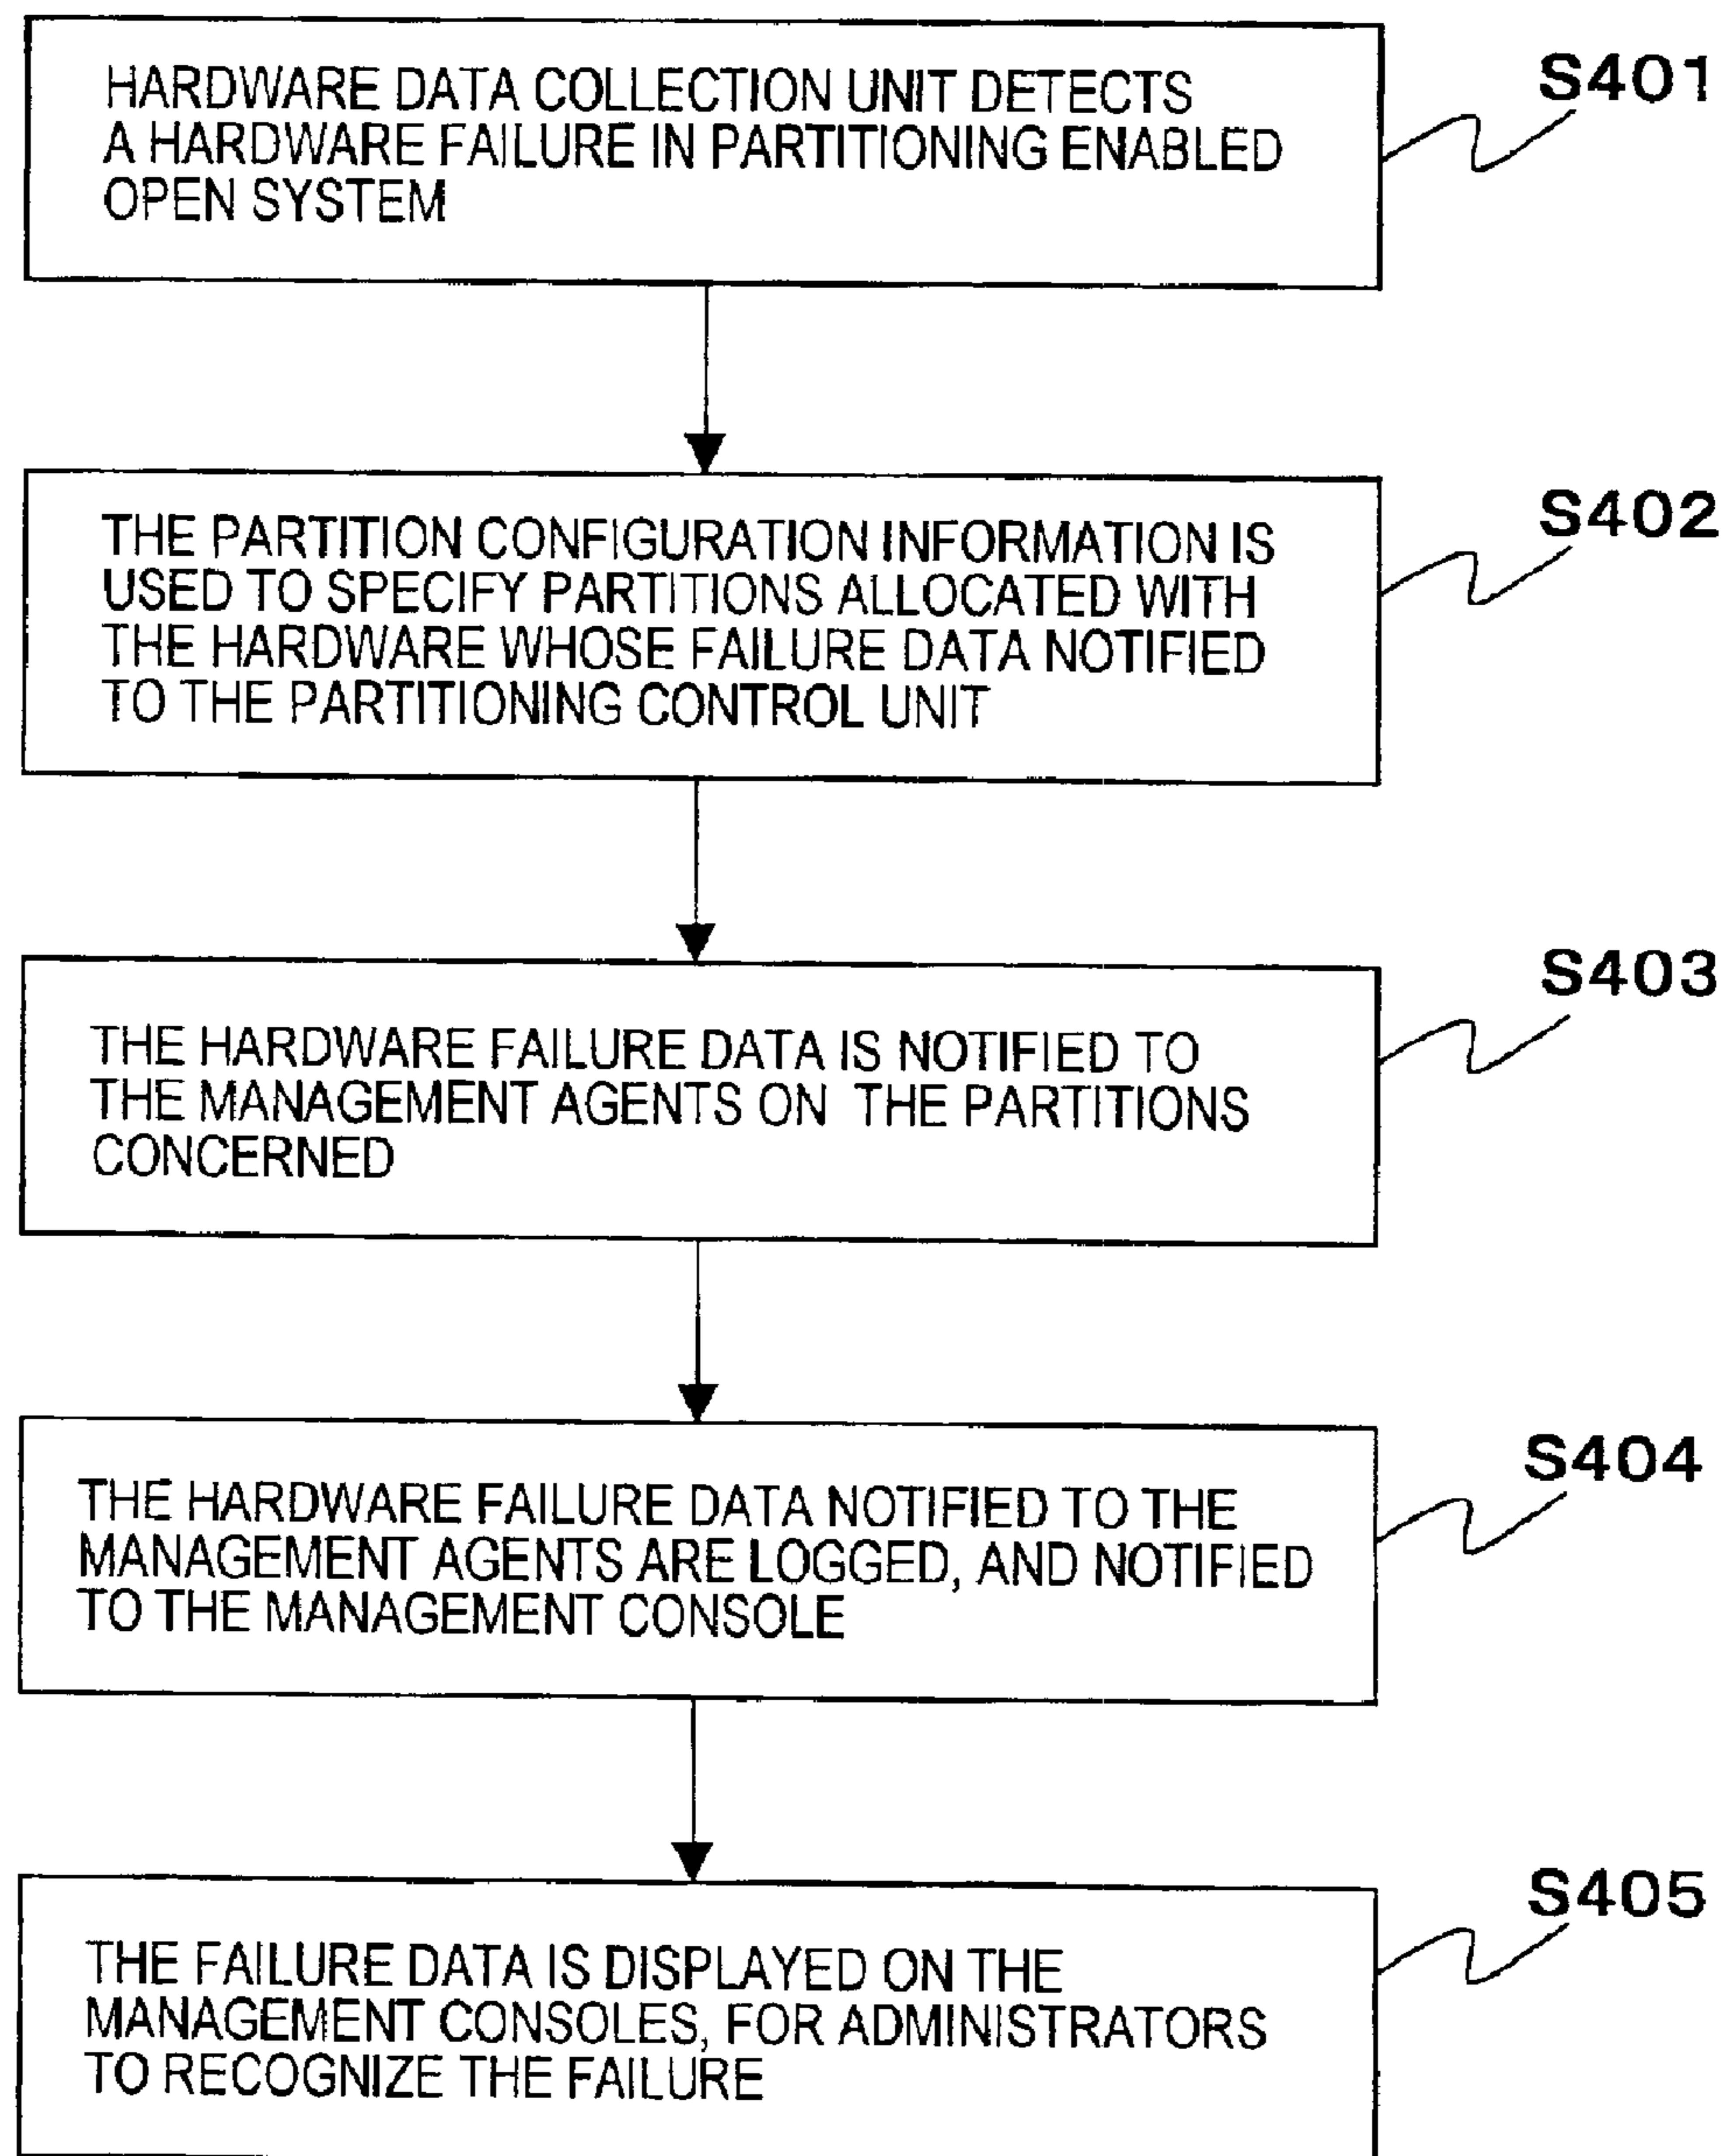 HARDWARE DATA COLLECTION UNIT DETECTS
A HARDWARE FAILURE IN PARTITIONING ENABLED
OPEN SYSTEM
S401
THE PARTITION CONFIGURATION INFORMATION IS
USED TO SPECIFY PARTITIONS ALLOCATED WITH
THE HARDWARE WHOSE FAILURE DATA NOTIFIED
TO THE PARTITIONING CONTROL UNIT
S402
THE HARDWARE FAILURE DATA IS NOTIFIED TO
THE MANAGEMENT AGENTS ON THE PARTITIONS
CONCERNED
S403
THE HARDWARE FAILURE DATA NOTIFIED TO THE
MANAGEMENT AGENTS ARE LOGGED, AND NOTIFIED
TO THE MANAGEMENT CONSOLE
S404
THE FAILURE DATA IS DISPLAYED ON THE
MANAGEMENT CONSOLES, FOR ADMINISTRATORS
TO RECOGNIZE THE FAILURE
S405